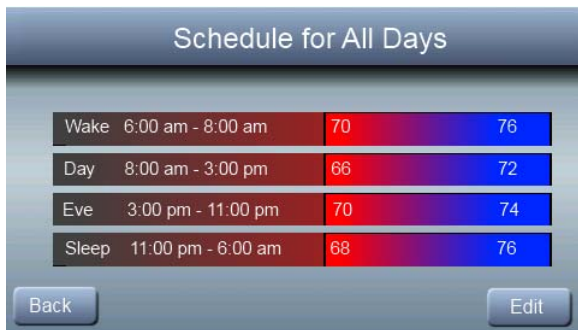 Schedule for All Days
Wake 6:00 am - 8:00 am 70 76
Day 8:00 am - 3:00 pm 66 72
Eve 3:00 pm - 11:00 pm 70 74
Sleep 11:00 pm - 6:00 am 68 76
Back Edit